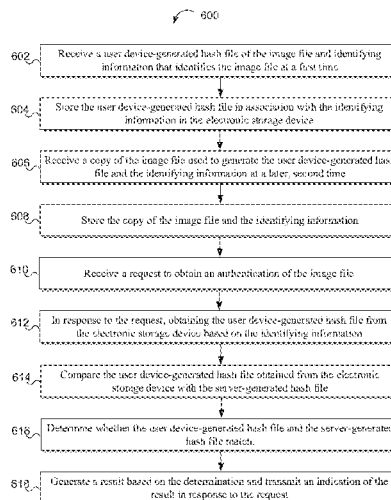 600
602
Receive a user device-generated hash file of the image file and identifying
information that identifies the image file at a first time
604
Store the user device-generated hash file in association with the identifying
information in the electronic storage device
606
Receive a copy of the image file used to generate the user device-generated hash
file and the identifying information at a later, second time
608
Store the copy of the image file and the identifying information
610
Receive a request to obtain an authentication of the image file
612
In response to the request, obtaining the user device-generated hash file from
the electronic storage device based on the identifying information
614
Compare the user device-generated hash file obtained from the electronic
storage device with the server-generated hash file
616
Determine whether the user device-generated hash file and the server-generated
hash file match.
618
Generate a result based on the determination and transmit an indication of the
result in response to the request